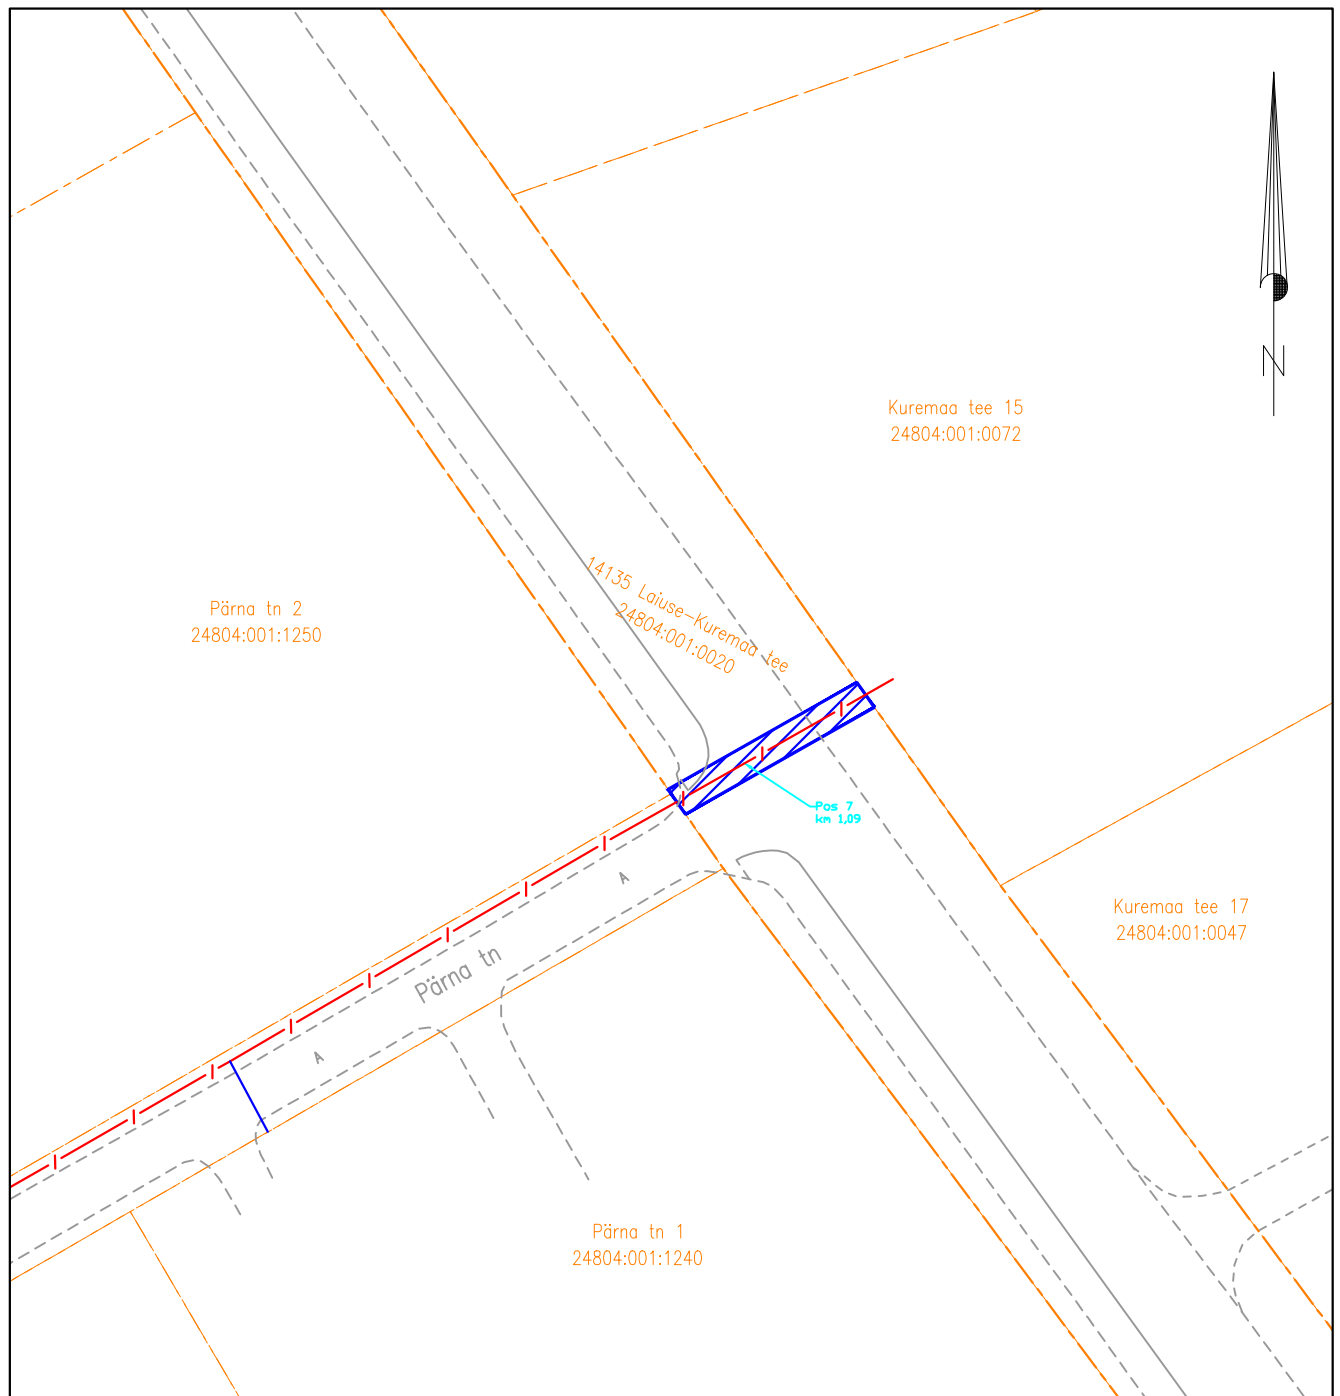 N
Kuremaa tee 15
24804:001:0072
14135 Laiuse-Kuremaa tee
24804:001:0020
Pärna tn 2
24804:001:1250
Pos 7
km 1,09
A
Kuremaa tee 17
24804:001:0047
Pärna tn
A
Pärna tn 1
24804:001:1240